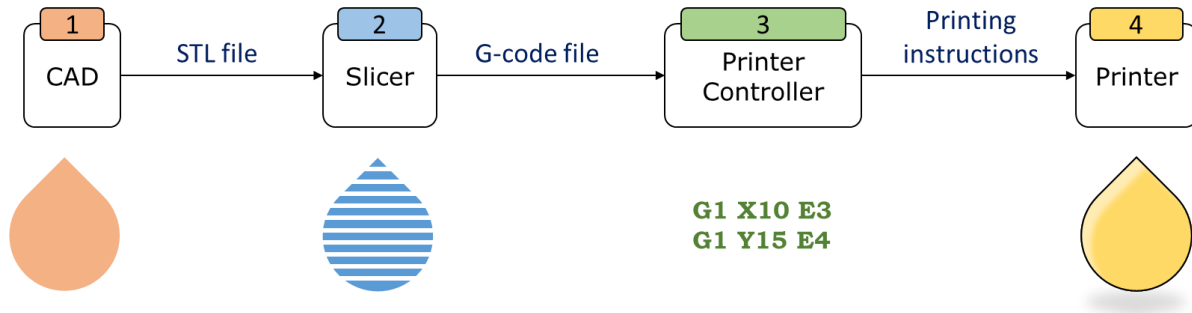 1
CAD
STL file
2
Slicer
G-code file
3
Printer
Controller
Printing
instructions
4
Printer
G1 X10 E3
G1 Y15 E4